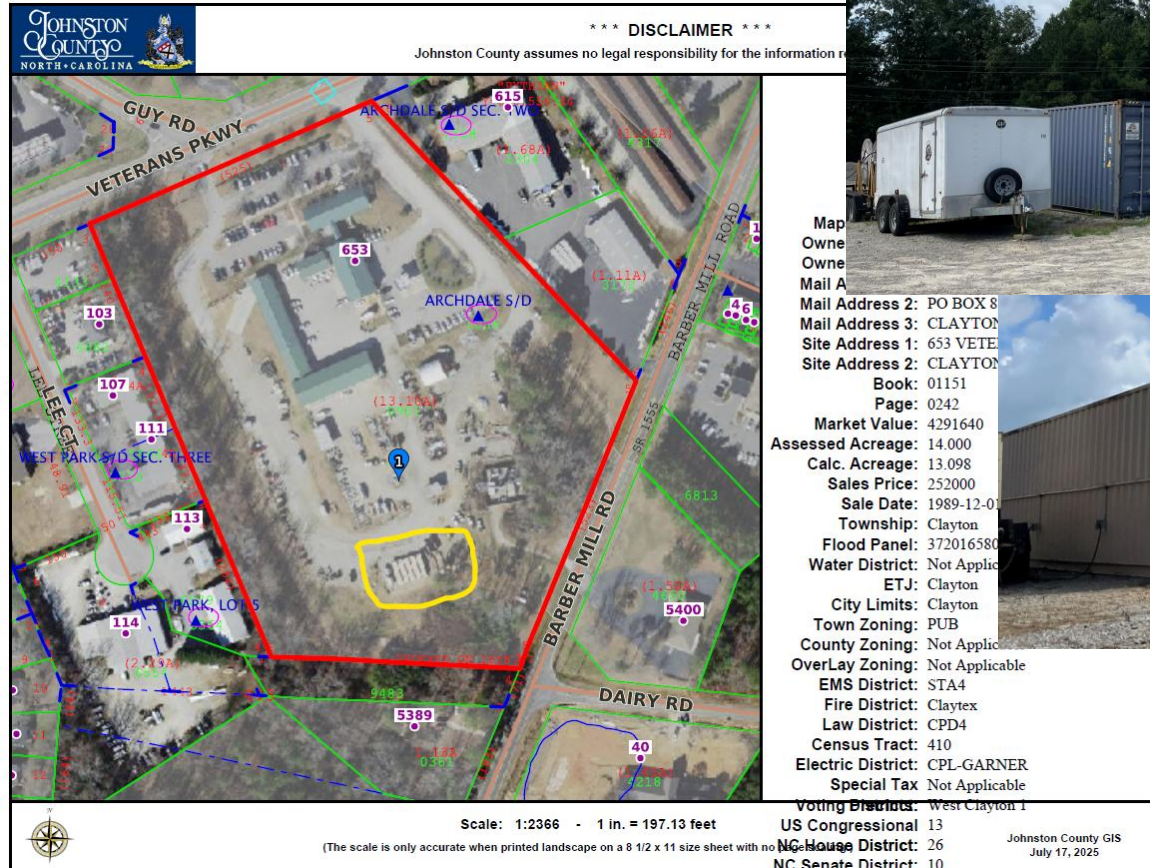 JOHNSTON
COUNTY
NORTH•CAROLINA
* * * DISCLAIMER * * *
Johnston County assumes no legal responsibility for the information
GUY RD
VETERANS PKWY
ARCHDALE S/D SEC. TWO
615
(1.68A)
653
ARCHDALE S/D
(1.11A)
BARBER MILL ROAD
4
6
103
107
111
LEE CT
WEST PARK S/D SEC. THREE
113
WEST PARK, LOT 5
114
1
SR 1555
BARBER MILL RD
6813
5400
DAIRY RD
9483
5389
40
Map
Owne
Owne
Mail A
Mail Address 2: PO BOX 8
Mail Address 3: CLAYTON
Site Address 1: 653 VETE
Site Address 2: CLAYTON
Book: 01151
Page: 0242
Market Value: 4291640
Assessed Acreage: 14.000
Calc. Acreage: 13.098
Sales Price: 252000
Sale Date: 1989-12-01
Township: Clayton
Flood Panel: 372016580
Water District: Not Applic
ETJ: Clayton
City Limits: Clayton
Town Zoning: PUB
County Zoning: Not Applic
OverLay Zoning: Not Applicable
EMS District: STA4
Fire District: Claytex
Law District: CPD4
Census Tract: 410
Electric District: CPL-GARNER
Special Tax Not Applicable
Voting West Clayton 1
US Congressional 13
NC House District: 26
NC Senate District: 10
Scale: 1:2366 - 1 in. = 197.13 feet
(The scale is only accurate when printed landscape on a 8 1/2 x 11 size sheet with no page scaling.)
Johnston County GIS
July 17, 2025